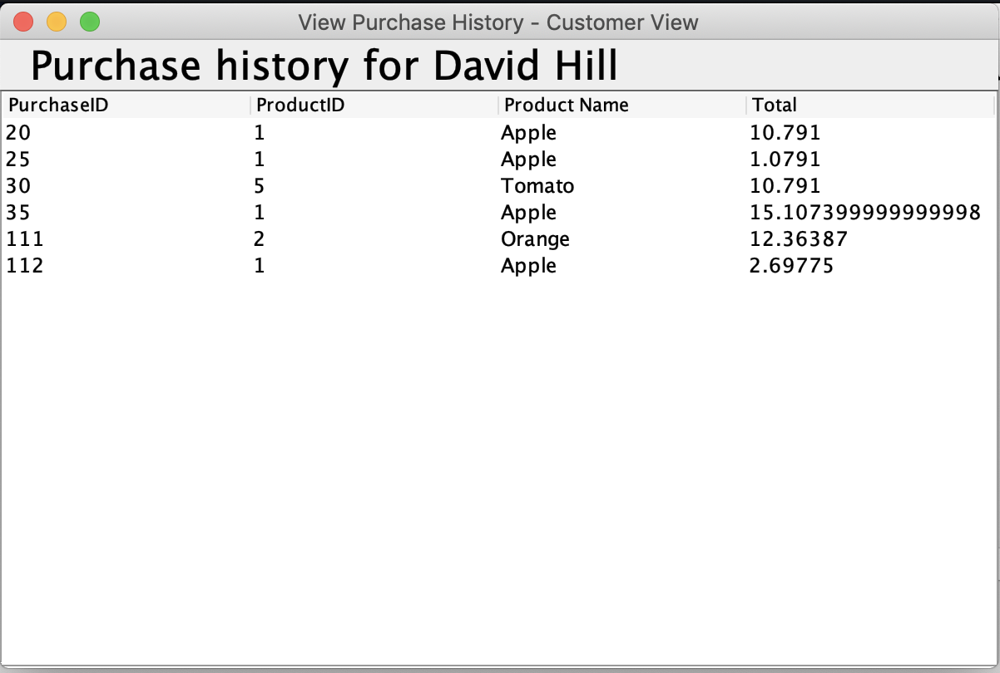 View Purchase History - Customer View
Purchase history for David Hill
PurchaseID ProductID Product Name Total
20 1 Apple 10.791
25 1 Apple 1.0791
30 5 Tomato 10.791
35 1 Apple 15.107399999999998
111 2 Orange 12.36387
112 1 Apple 2.69775